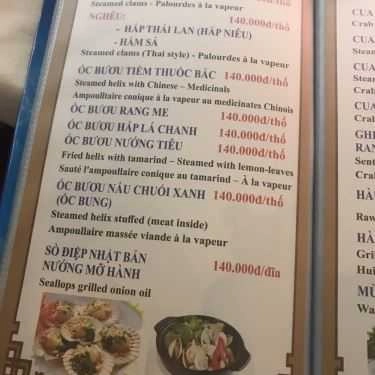 Steamed clams - Palourdes à la vapeur
NGHÊU: 140.000đ/thố
- HẤP THÁI LAN (HẤP NIÊU)
- HẦM SẢ
Steamed clams (Thai style) - Palourdes à la vapeur
ỐC BƯƠU TIỀM THUỐC BẮC 140.000đ/thố
Steamed helix with Chinese – Medicinals
Ampoulitaire conique à la vapeur au medicinates Chinois
ỐC BƯƠU RANG ME 140.000đ/thố
ỐC BƯƠU HẤP LÁ CHANH 140.000đ/thố
ỐC BƯƠU NƯỚNG TIÊU 140.000đ/thố
Fried helix with tamarind – Steamed with lemon-leaves
Sauté l'ampoullaire conique au tamarind – À la vapeur
ỐC BƯƠU NẤU CHUỐI XANH 140.000đ/thố
(ỐC BUNG)
Steamed helix stuffed (meat inside)
Ampoullaire massée viande à la vapeur
SÒ ĐIỆP NHẬT BẢN
NƯỚNG MỠ HÀNH 140.000đ/đĩa
Seallops grilled onion oil
CUA
Crab
CUA
CUA
CUA
CUA
GH
RAN
Sent
Crab
HÀ
Raw
HÀ
Gri
Hui
MÙ
Wa